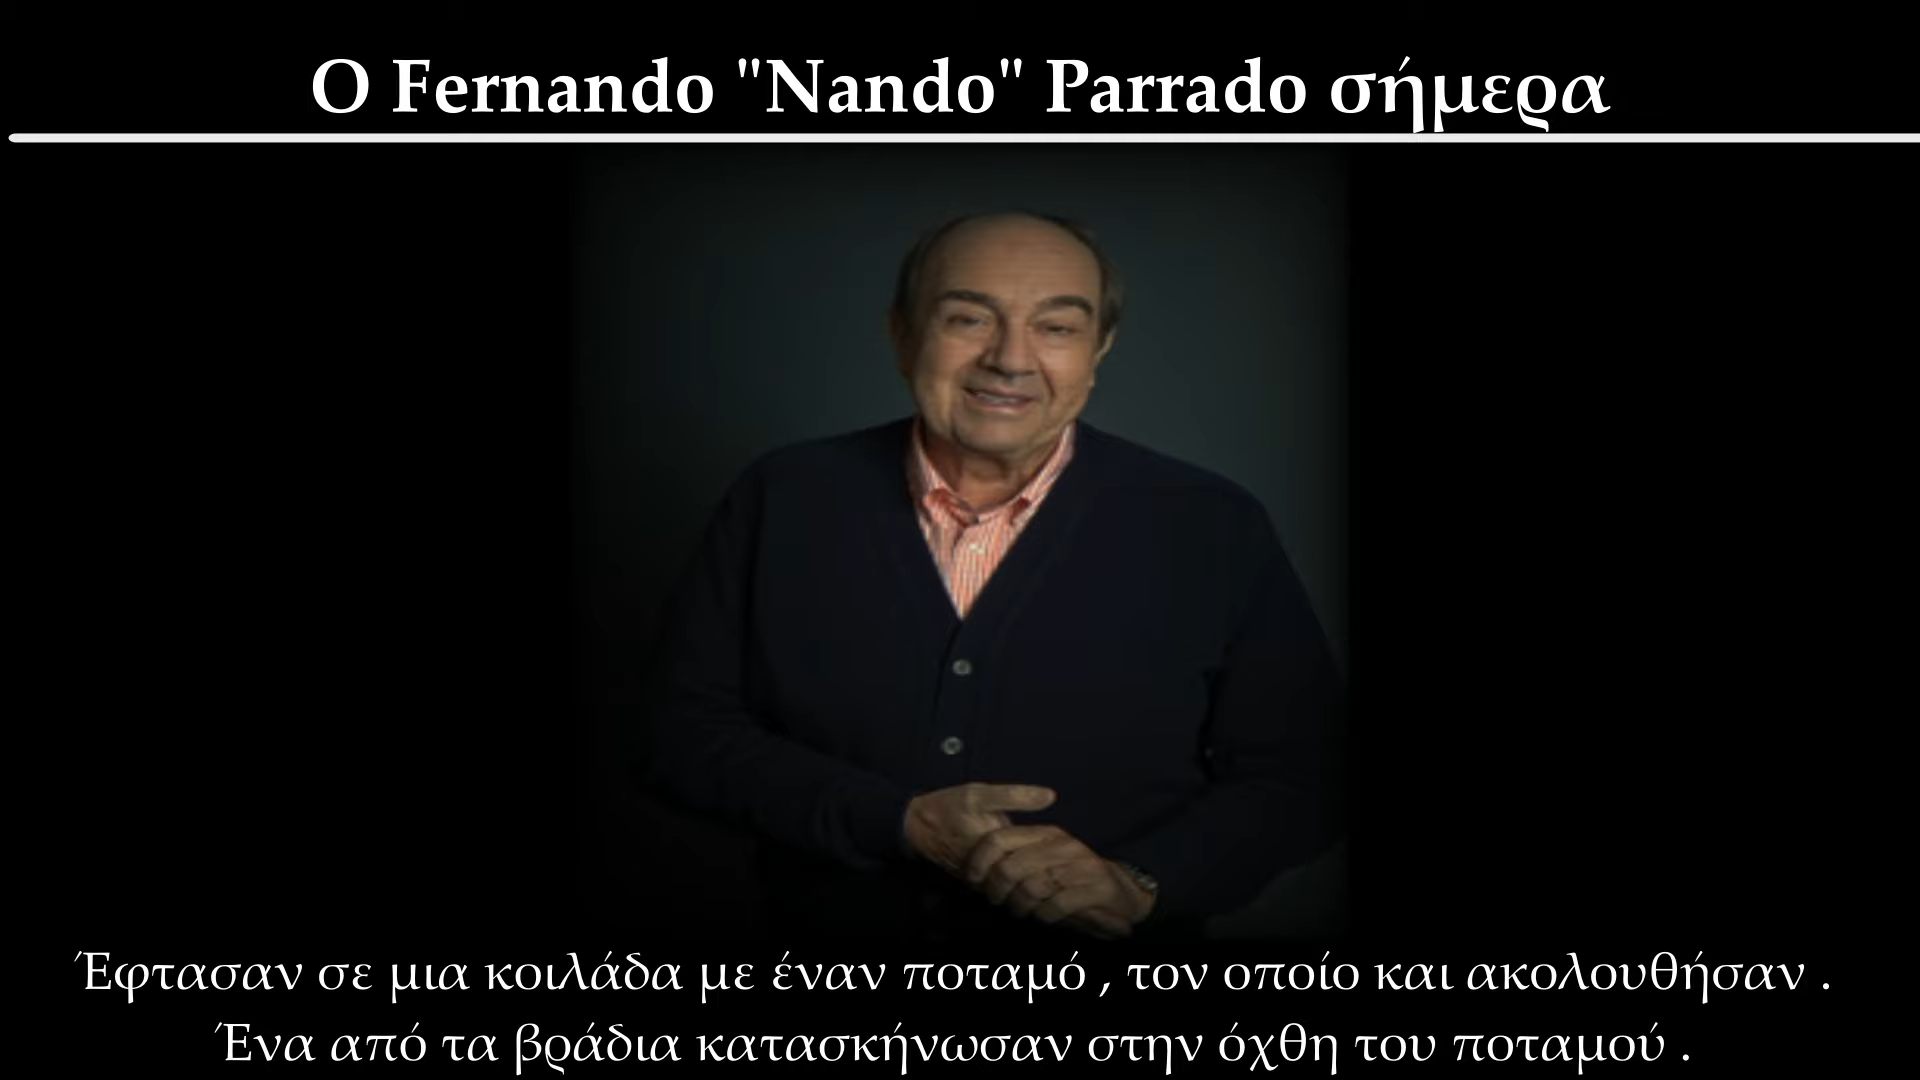 Ο Fernando "Nando" Parrado σήμερα
Έφτασαν σε μια κοιλάδα με έναν ποταμό , τον οποίο και ακολουθήσαν .
Ένα από τα βράδια κατασκήνωσαν στην όχθη του ποταμού .